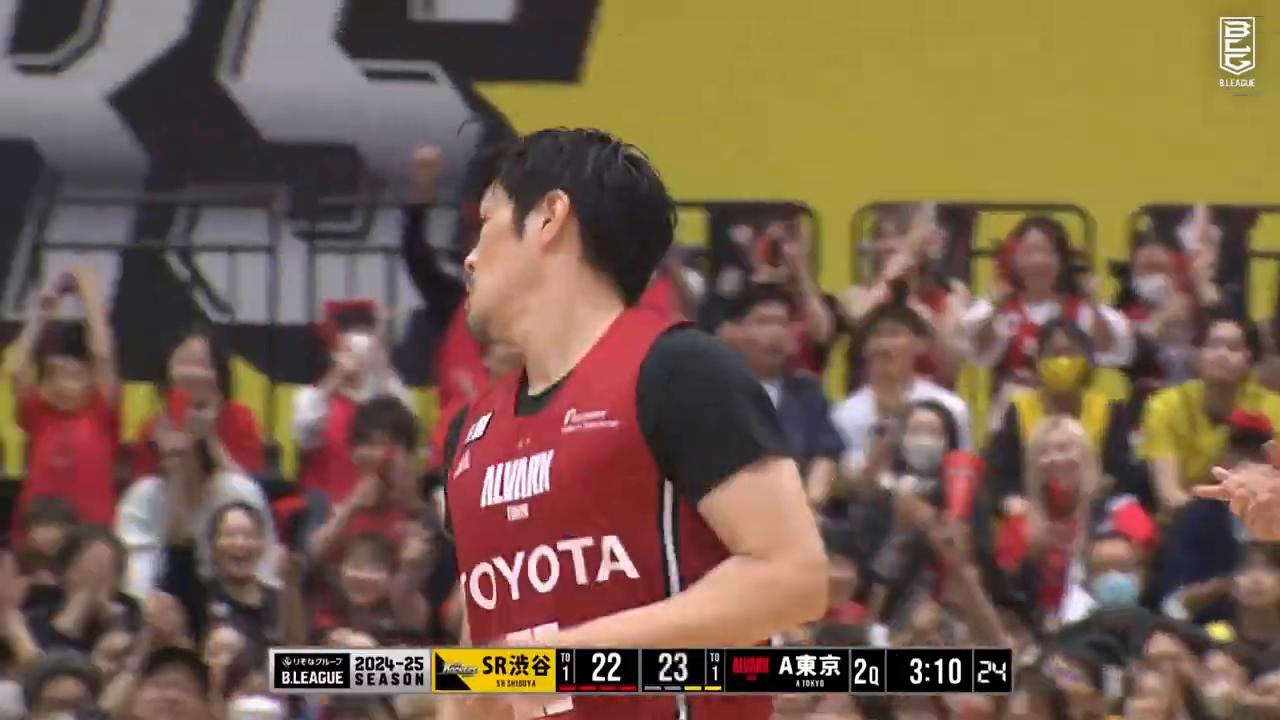 B.LEAGUE
ALVARK
TOKYO
TOYOTA
りそなグループ
B.LEAGUE
2024-25
SEASON
SR渋谷
SR SHIBUYA
TO
1
22
23
TO
1
ALVARK
A東京
A TOKYO
2Q
3:10
24